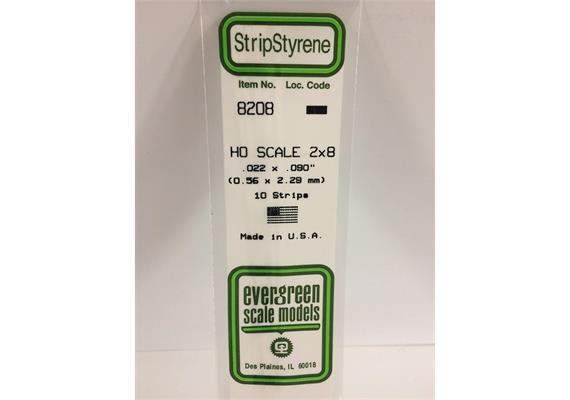 StripStyrene
Item No. Loc. Code
8208
HO SCALE 2x8
.022 x .090"
(0.56 x 2.29 mm)
10 Strips
Made in U.S.A.
evergreen
scale models
Des Plaines, IL 60018